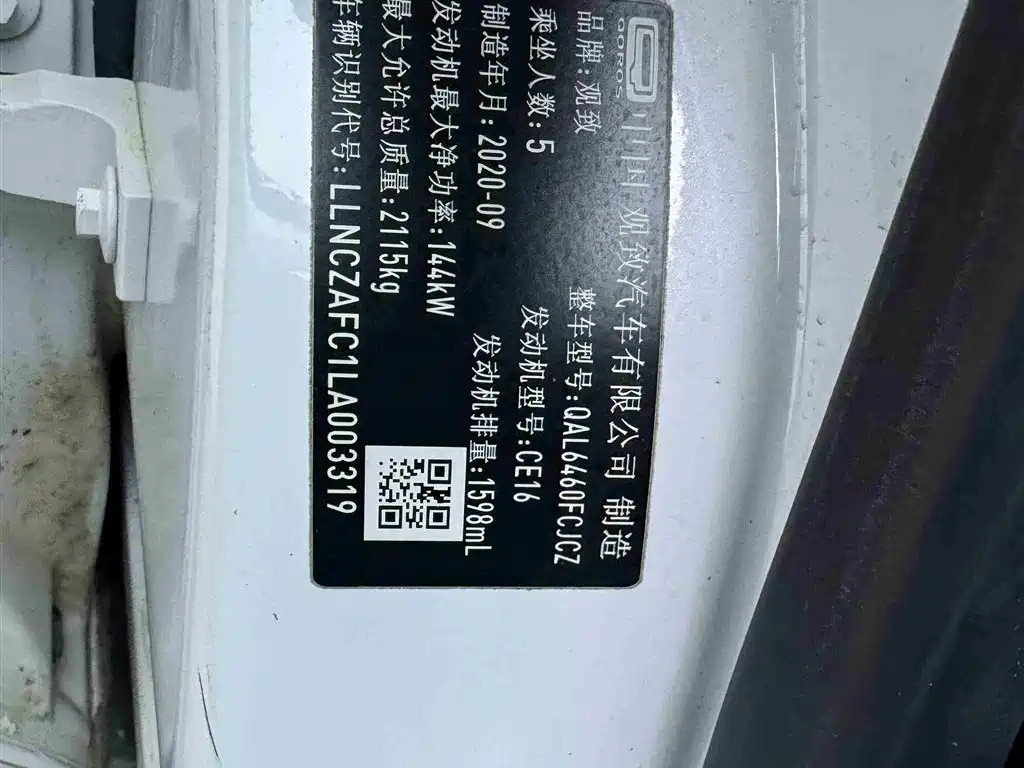 QOROS 中国 观致汽车有限公司 制造
品牌:观致 整车型号:QAL6460FCJCZ
乘坐人数:5 发动机型号:CE16
制造年月:2020-09 发动机排量:1598mL
发动机最大净功率:144kW
最大允许总质量:2115kg
车辆识别代号:LLNCZAFC1LA003319